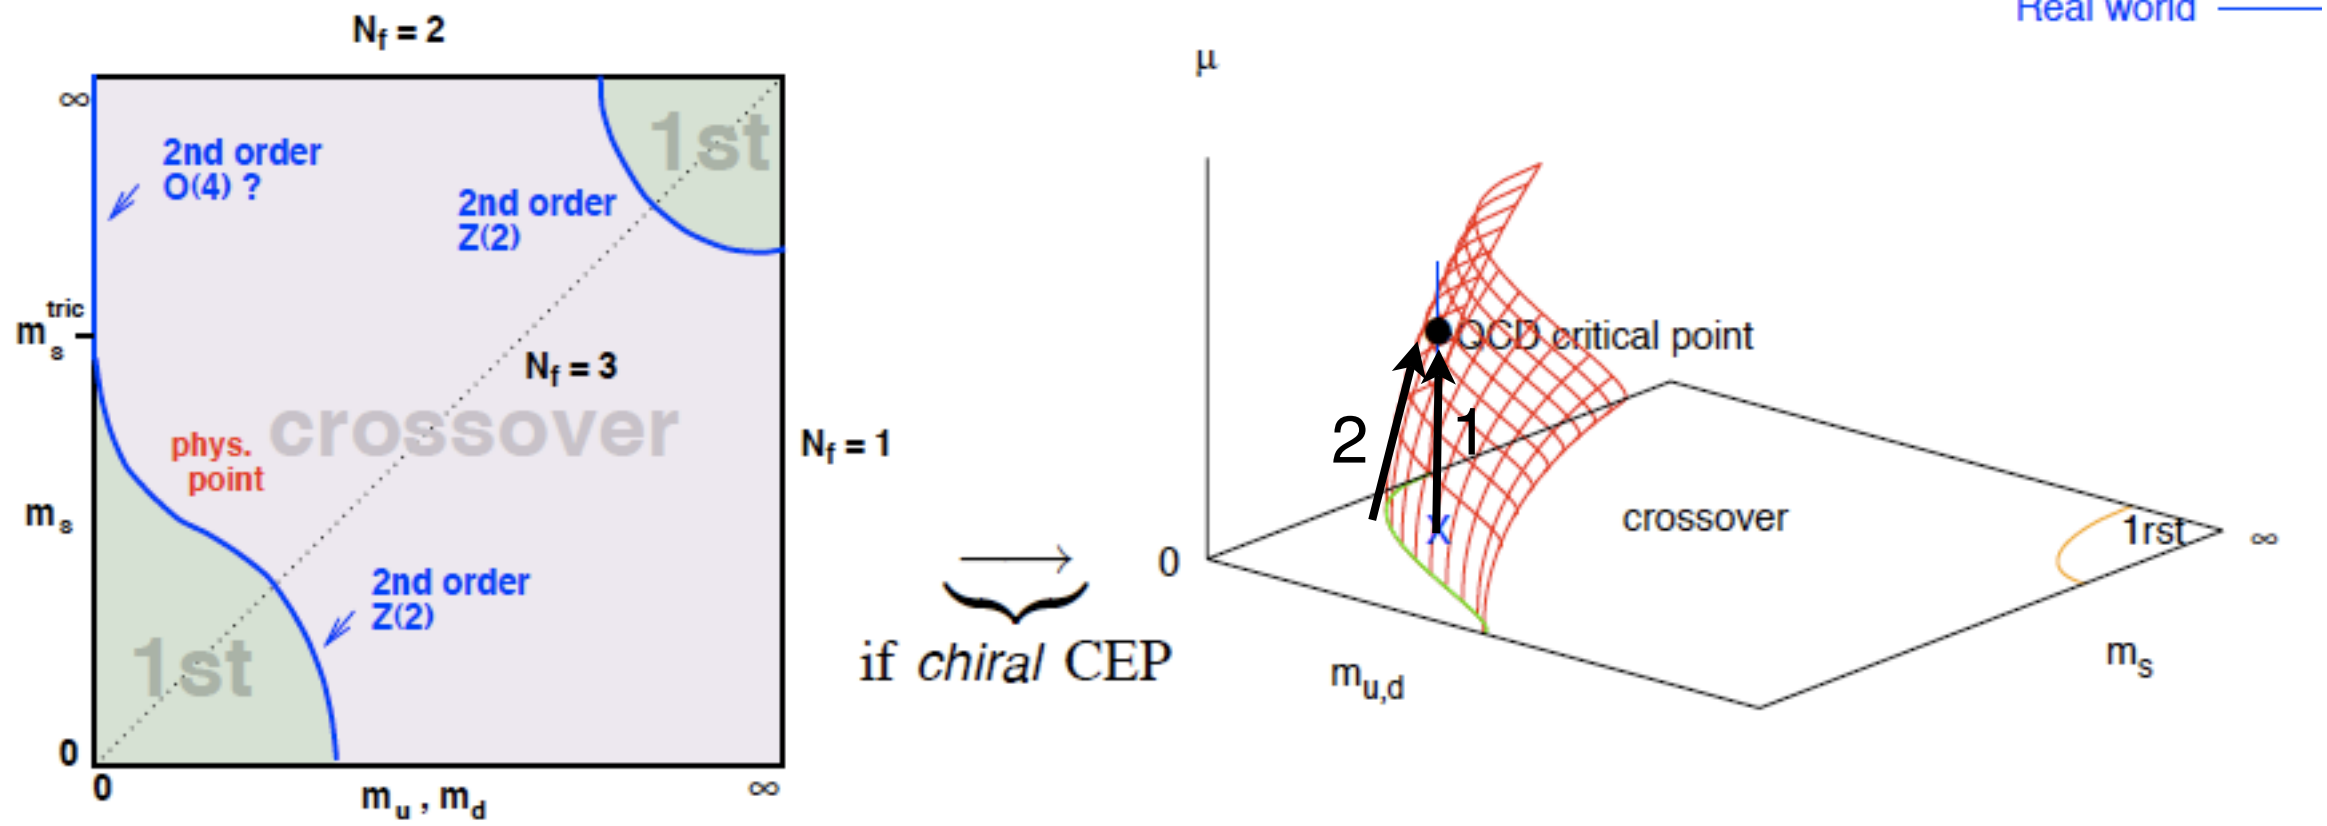 N_f = 2
∞
2nd order
O(4) ?
2nd order
Z(2)
1st
m_s^tric
N_f = 3
crossover
phys.
point
N_f = 1
m_s
2nd order
Z(2)
1st
0
0
m_u , m_d
∞
→
if chiral CEP
Real world
μ
QCD critical point
2
1
X
crossover
1rst
∞
0
m_u,d
m_s